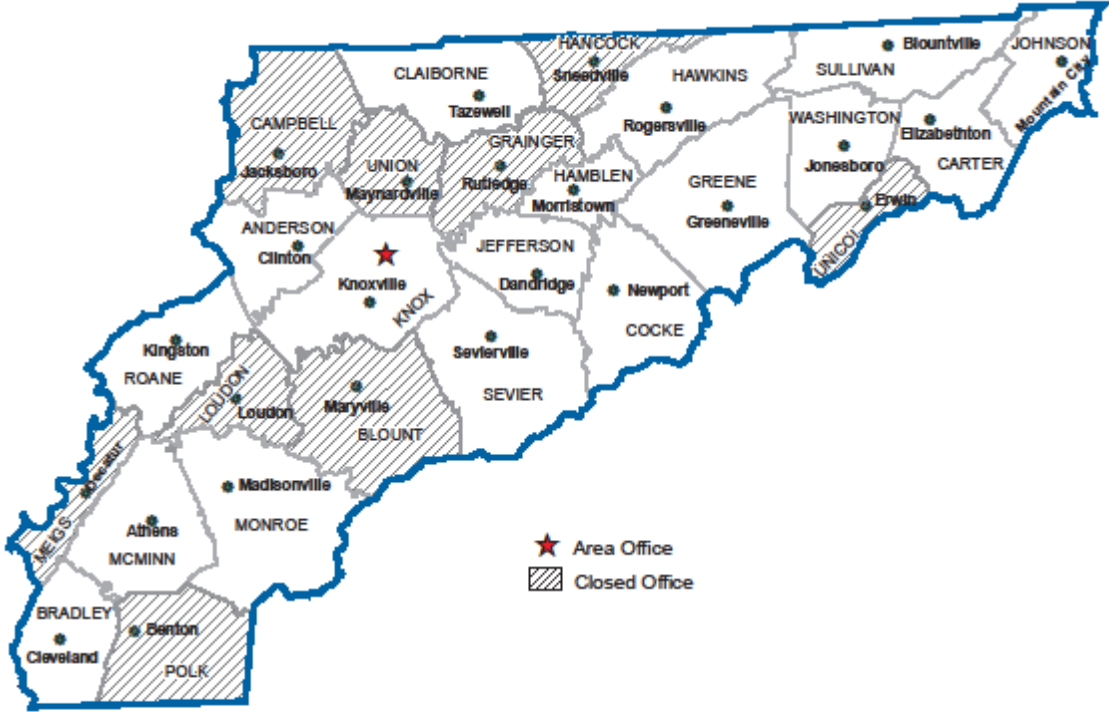 HANCOCK
Sneedville
CLAIBORNE
Tazewell
HAWKINS
Rogersville
SULLIVAN
Blountville
JOHNSON
Mountain City
CAMPBELL
Jacksboro
UNION
Maynardville
GRAINGER
Rutledge
HAMBLEN
Morristown
GREENE
Greeneville
WASHINGTON
Jonesboro
Elizabethton
CARTER
Erwin
UNICOI
ANDERSON
Clinton
Knoxville
KNOX
JEFFERSON
Dandridge
Newport
COCKE
Kingston
ROANE
LOUDON
Loudon
Maryville
BLOUNT
Sevierville
SEVIER
Decatur
MEIGS
Athens
MCMINN
Madisonville
MONROE
BRADLEY
Cleveland
Benton
POLK
Area Office
Closed Office